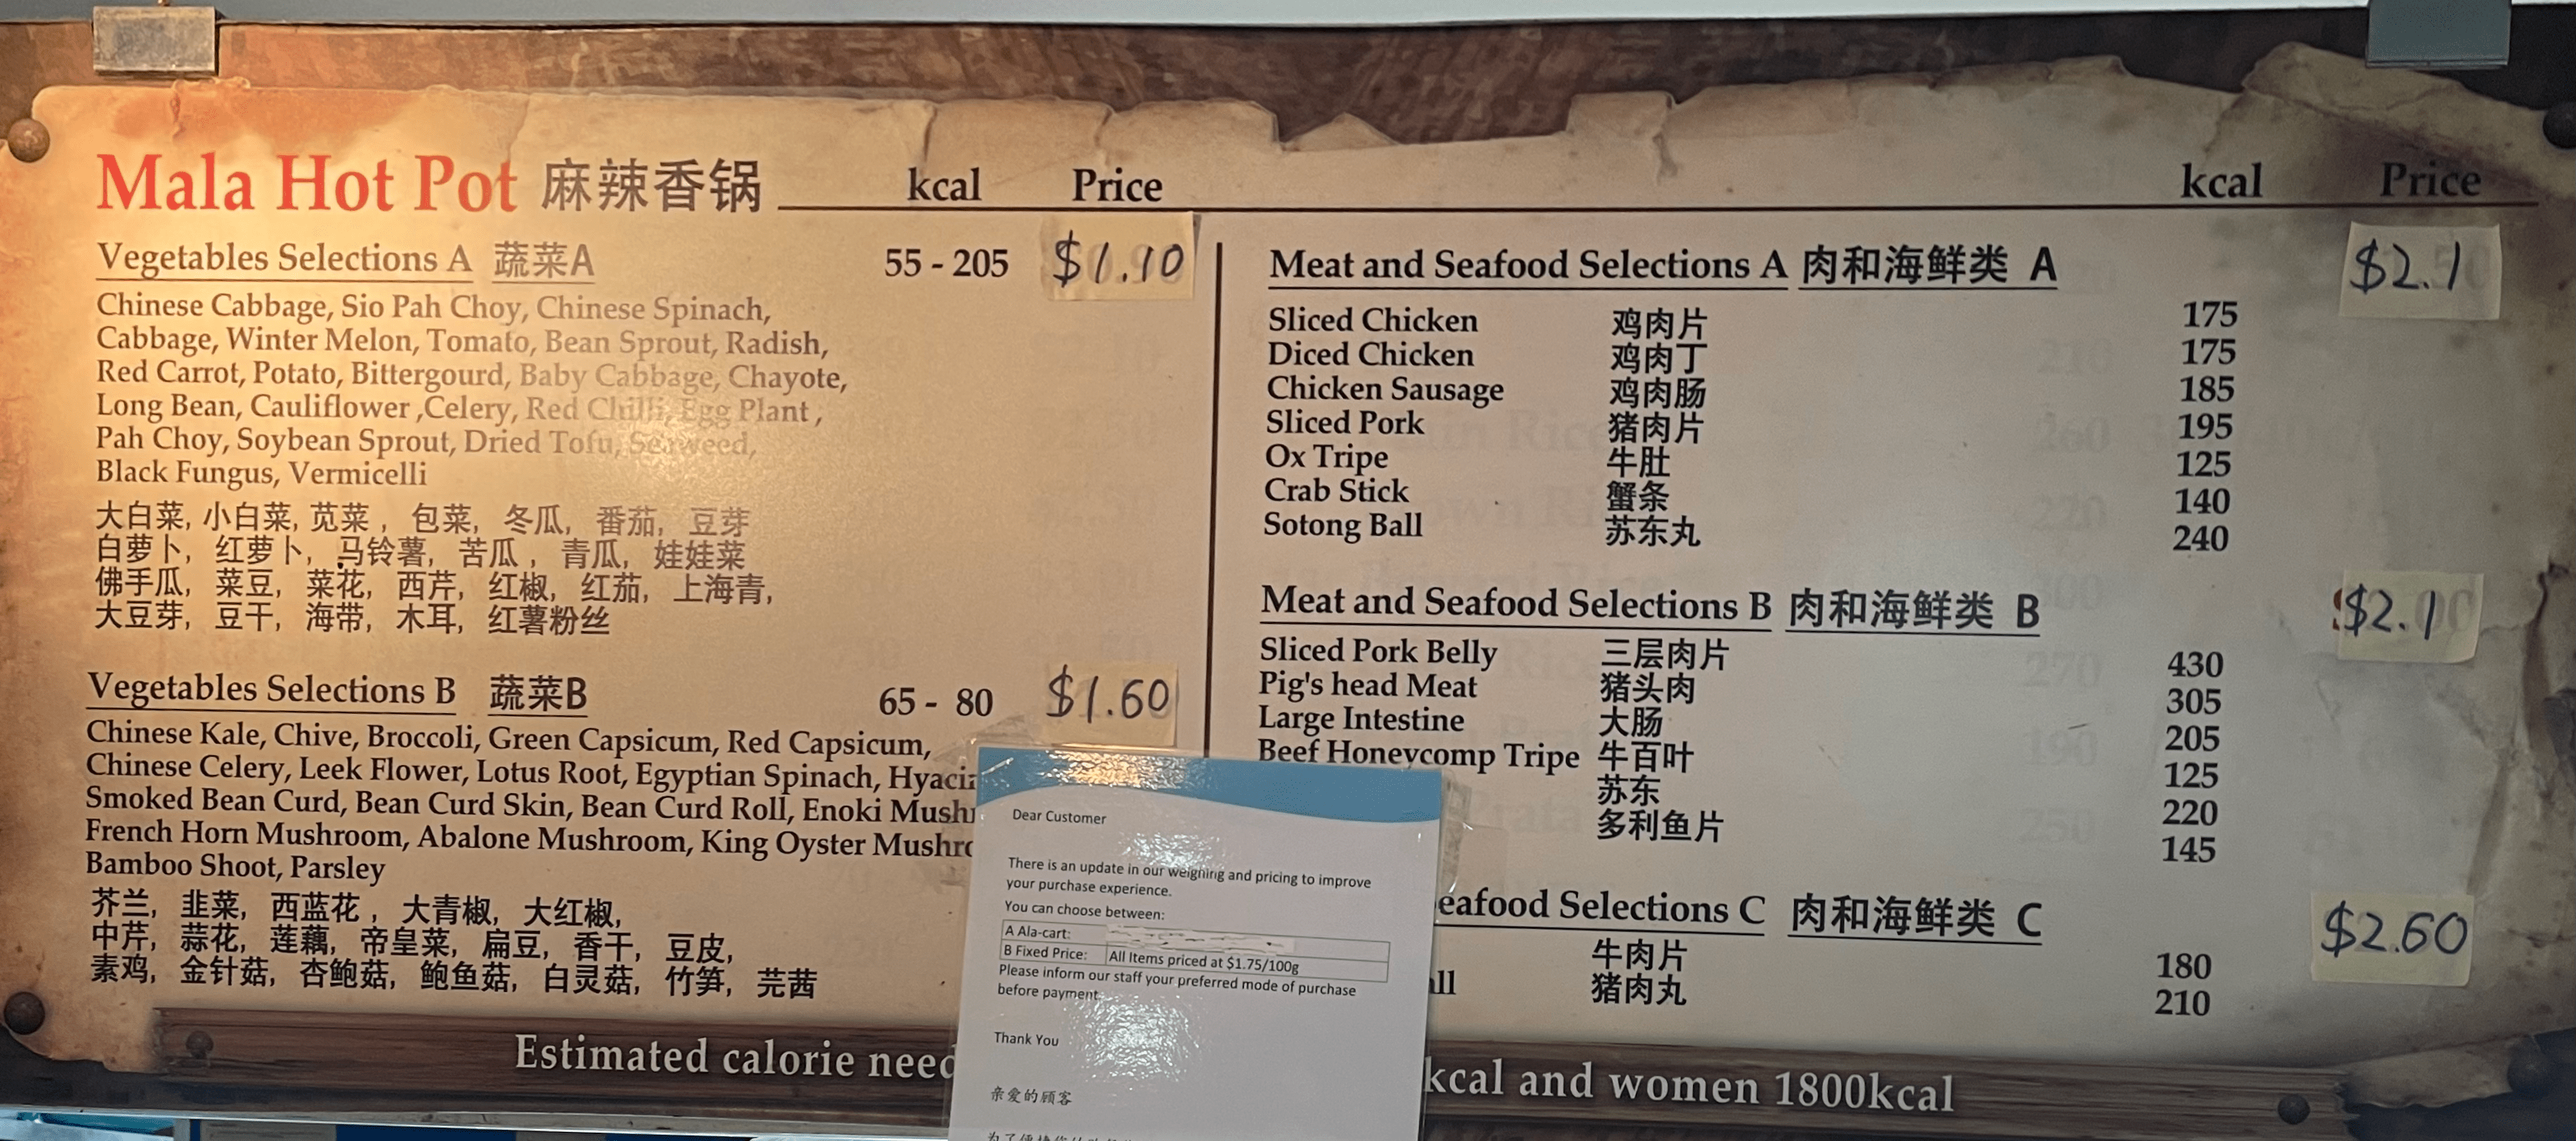 Mala Hot Pot 麻辣香锅 kcal Price
Vegetables Selections A 蔬菜A 55 - 205 $1.10
Chinese Cabbage, Sio Pah Choy, Chinese Spinach,
Cabbage, Winter Melon, Tomato, Bean Sprout, Radish,
Red Carrot, Potato, Bittergourd, Baby Cabbage, Chayote,
Long Bean, Cauliflower ,Celery, Red Chilli, Egg Plant ,
Pah Choy, Soybean Sprout, Dried Tofu, Seaweed,
Black Fungus, Vermicelli
大白菜, 小白菜, 苋菜 , 包菜, 冬瓜, 番茄, 豆芽
白萝卜, 红萝卜, 马铃薯, 苦瓜 , 青瓜, 娃娃菜
佛手瓜, 菜豆, 菜花, 西芹, 红椒, 红茄, 上海青,
大豆芽, 豆干, 海带, 木耳, 红薯粉丝
Vegetables Selections B 蔬菜B 65 - 80 $1.60
Chinese Kale, Chive, Broccoli, Green Capsicum, Red Capsicum,
Chinese Celery, Leek Flower, Lotus Root, Egyptian Spinach, Hyacin
Smoked Bean Curd, Bean Curd Skin, Bean Curd Roll, Enoki Mushr
French Horn Mushroom, Abalone Mushroom, King Oyster Mushro
Bamboo Shoot, Parsley
芥兰, 韭菜, 西蓝花 , 大青椒, 大红椒,
中芹, 蒜花, 莲藕, 帝皇菜, 扁豆, 香干, 豆皮,
素鸡, 金针菇, 杏鲍菇, 鲍鱼菇, 白灵菇, 竹笋, 芫茜
kcal Price
Meat and Seafood Selections A 肉和海鲜类 A $2.1
Sliced Chicken 鸡肉片 175
Diced Chicken 鸡肉丁 175
Chicken Sausage 鸡肉肠 185
Sliced Pork 猪肉片 195
Ox Tripe 牛肚 125
Crab Stick 蟹条 140
Sotong Ball 苏东丸 240
Meat and Seafood Selections B 肉和海鲜类 B $2.1
Sliced Pork Belly 三层肉片 430
Pig's head Meat 猪头肉 305
Large Intestine 大肠 205
Beef Honeycomp Tripe 牛百叶 125
苏东 220
多利鱼片 145
eafood Selections C 肉和海鲜类 C $2.60
牛肉片 180
all 猪肉丸 210
Dear Customer
There is an update in our weighing and pricing to improve
your purchase experience.
You can choose between:
A Ala-cart:
B Fixed Price: All Items priced at $1.75/100g
Please inform our staff your preferred mode of purchase
before payment.
Thank You
亲爱的顾客
Estimated calorie need
kcal and women 1800kcal